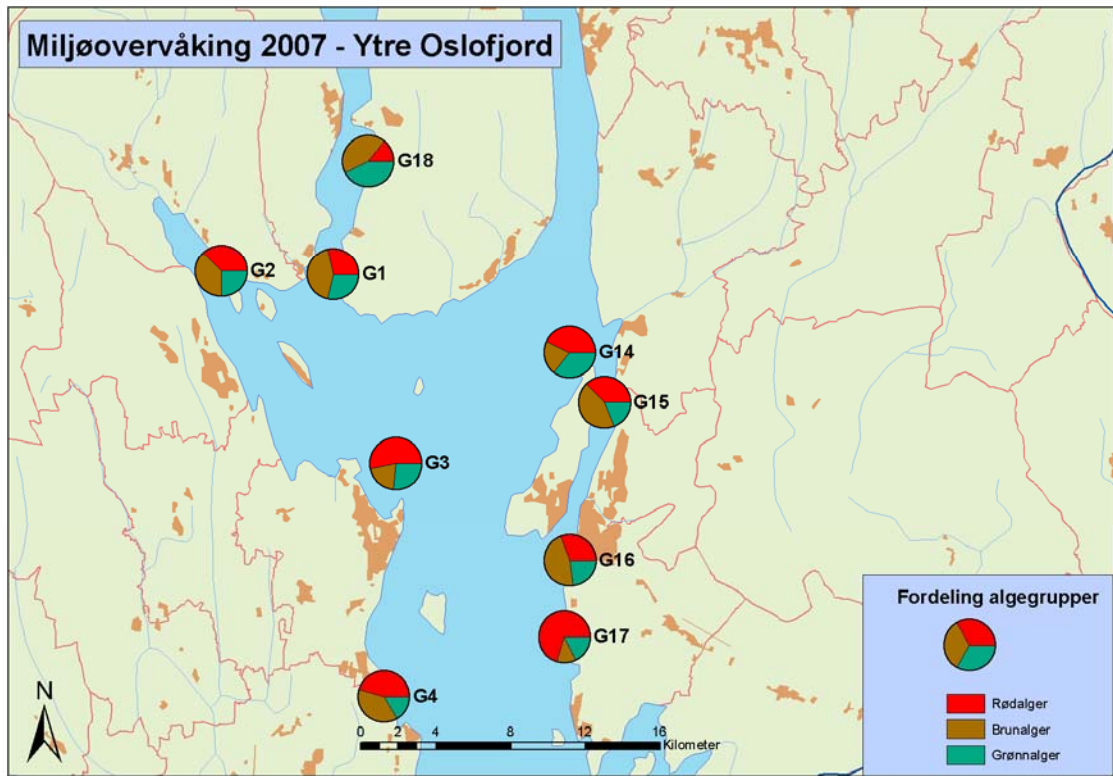 Miljøovervåking 2007 - Ytre Oslofjord
G18
G2
G1
G14
G15
G3
G16
G17
G4
N
0 2 4 8 12 16
Kilometer
Fordeling algegrupper
Rødalger
Brunalger
Grønnalger